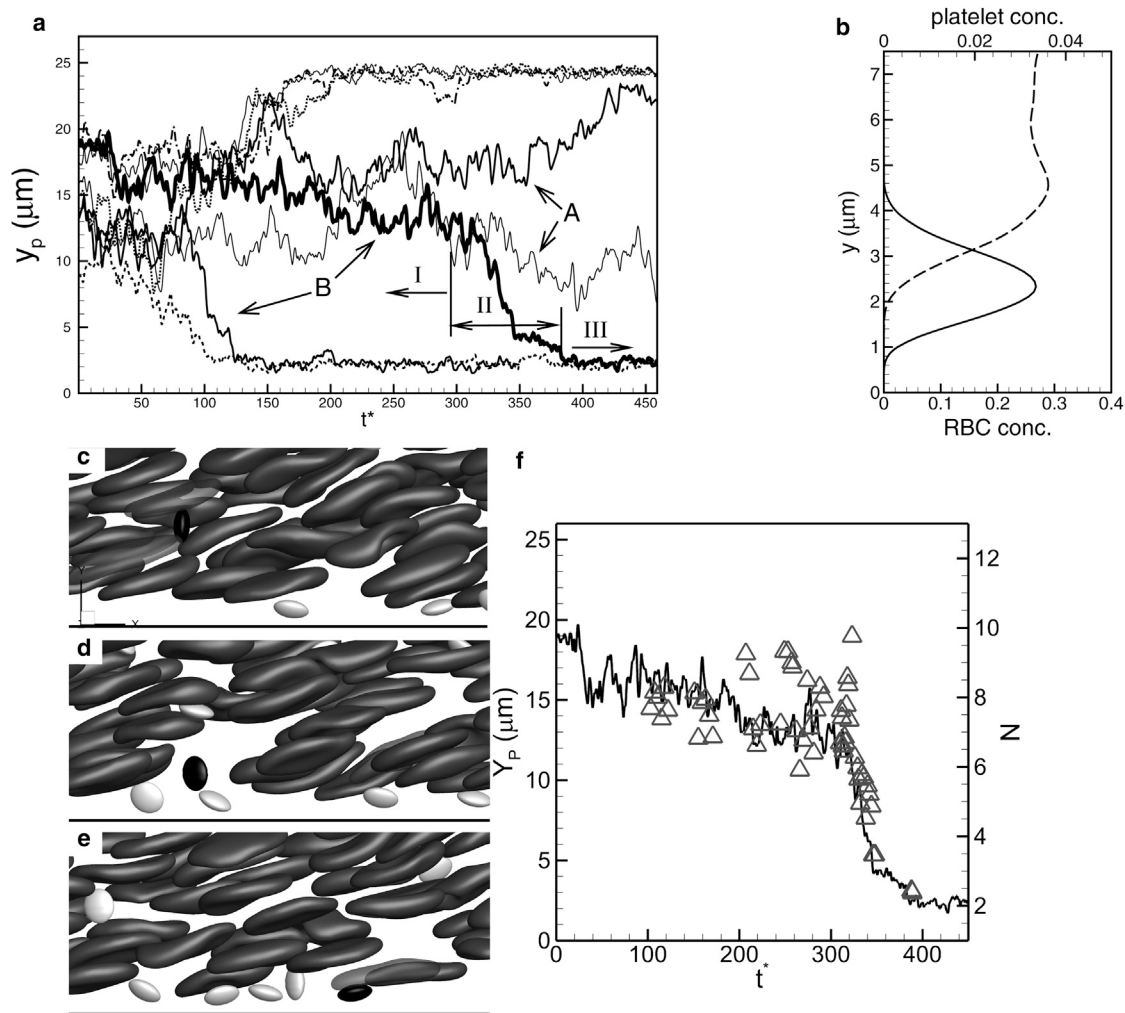 a
25
20
15
10
5
0
y_p (μm)
50 100 150 200 250 300 350 400 450
t*
A
B
I
II
III
b
platelet conc.
0 0.02 0.04
7
6
5
4
3
2
1
0
y (μm)
0 0.1 0.2 0.3 0.4
RBC conc.
c
Y
X
d
e
f
25
20
15
10
5
0
Y_P (μm)
12
10
8
6
4
2
N
0 100 200 300 400
t*